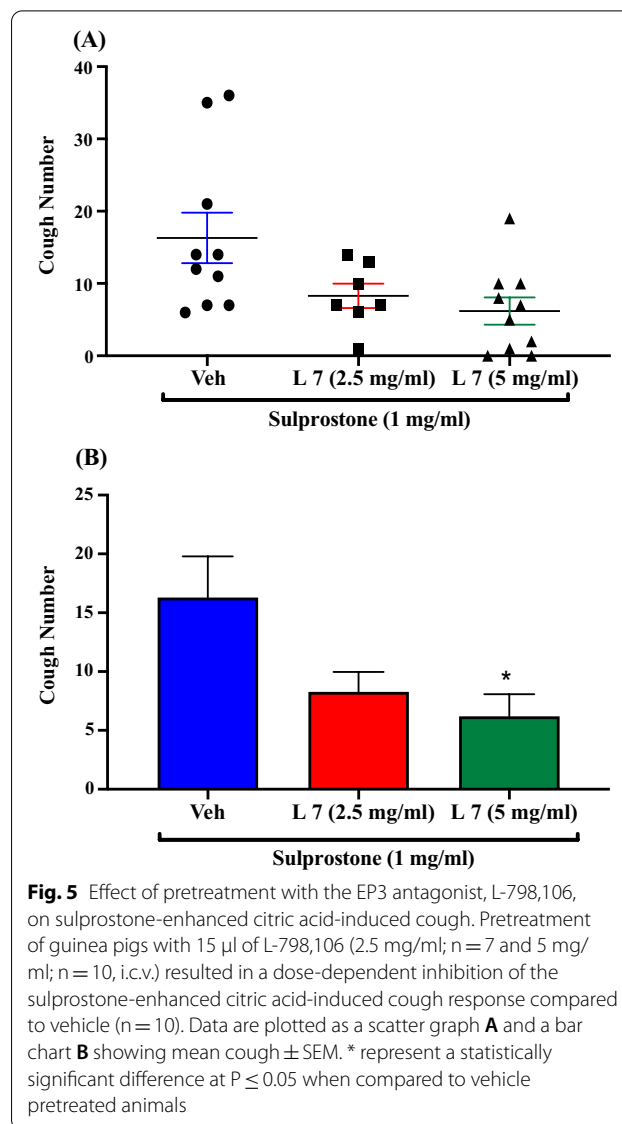 (A)
40
30
20
10
0
Cough Number
Veh L 7 (2.5 mg/ml) L 7 (5 mg/ml)
Sulprostone (1 mg/ml)
(B)
25
20
15
10
5
0
Cough Number
*
Veh L 7 (2.5 mg/ml) L 7 (5 mg/ml)
Sulprostone (1 mg/ml)
Fig. 5 Effect of pretreatment with the EP3 antagonist, L-798,106,
on sulprostone-enhanced citric acid-induced cough. Pretreatment
of guinea pigs with 15 µl of L-798,106 (2.5 mg/ml; n = 7 and 5 mg/
ml; n = 10, i.c.v.) resulted in a dose-dependent inhibition of the
sulprostone-enhanced citric acid-induced cough response compared
to vehicle (n = 10). Data are plotted as a scatter graph A and a bar
chart B showing mean cough ± SEM. * represent a statistically
significant difference at P ≤ 0.05 when compared to vehicle
pretreated animals